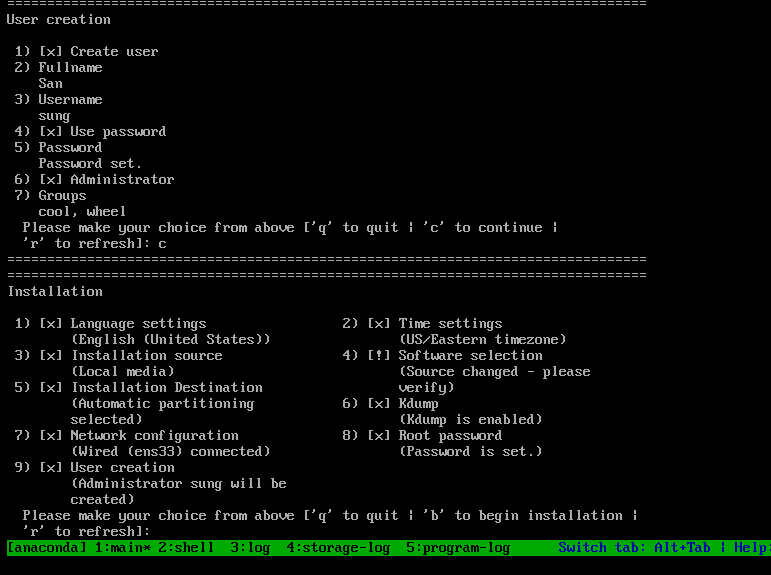 ================================================================================
User creation
1) [x] Create user
2) Fullname
San
3) Username
sung
4) [x] Use password
5) Password
Password set.
6) [x] Administrator
7) Groups
cool, wheel
Please make your choice from above ['q' to quit | 'c' to continue |
'r' to refresh]: c
================================================================================
================================================================================
Installation
1) [x] Language settings 2) [x] Time settings
(English (United States)) (US/Eastern timezone)
3) [x] Installation source 4) [!] Software selection
(Local media) (Source changed - please
5) [x] Installation Destination verify)
(Automatic partitioning 6) [x] Kdump
selected) (Kdump is enabled)
7) [x] Network configuration 8) [x] Root password
(Wired (ens33) connected) (Password is set.)
9) [x] User creation
(Administrator sung will be
created)
Please make your choice from above ['q' to quit | 'b' to begin installation |
'r' to refresh]:
[anaconda] 1:main* 2:shell 3:log 4:storage-log 5:program-log Switch tab: Alt+Tab | Help: